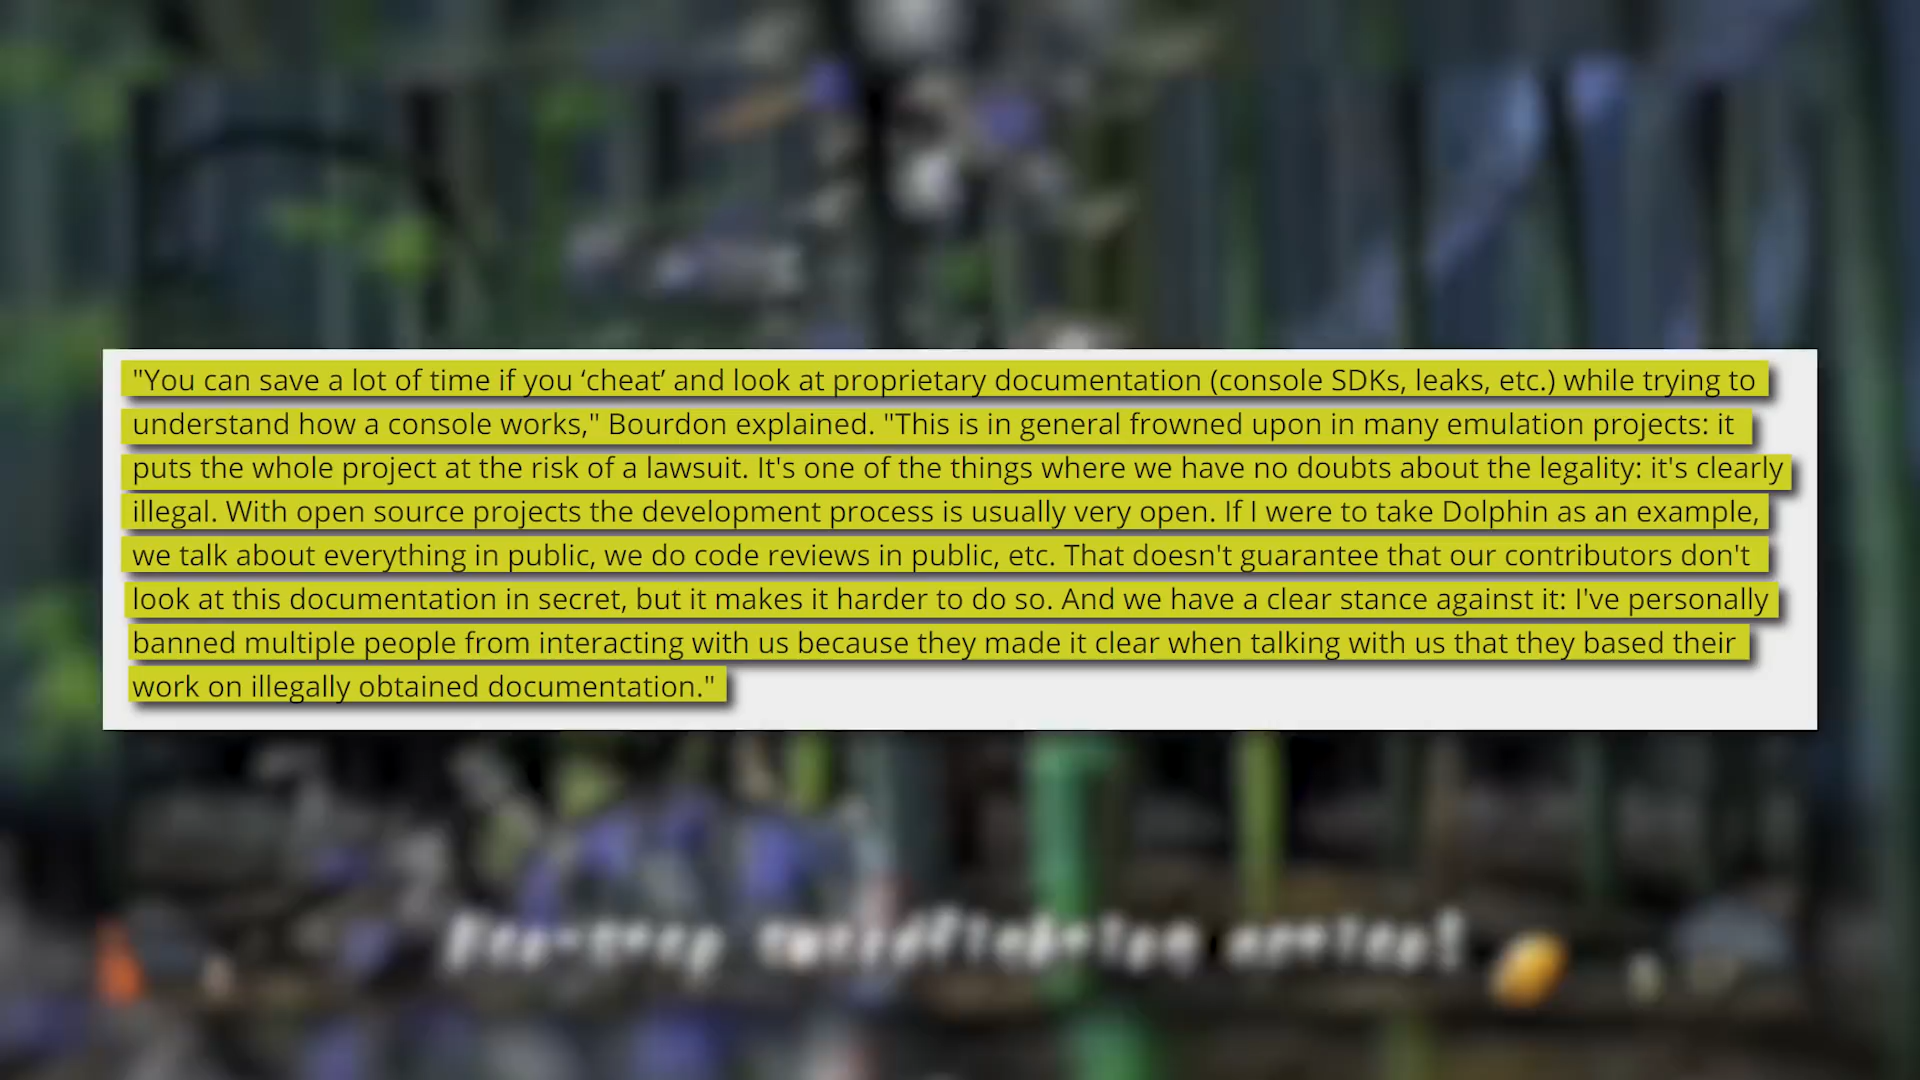 "You can save a lot of time if you ‘cheat’ and look at proprietary documentation (console SDKs, leaks, etc.) while trying to
understand how a console works," Bourdon explained. "This is in general frowned upon in many emulation projects: it
puts the whole project at the risk of a lawsuit. It's one of the things where we have no doubts about the legality: it's clearly
illegal. With open source projects the development process is usually very open. If I were to take Dolphin as an example,
we talk about everything in public, we do code reviews in public, etc. That doesn't guarantee that our contributors don't
look at this documentation in secret, but it makes it harder to do so. And we have a clear stance against it: I've personally
banned multiple people from interacting with us because they made it clear when talking with us that they based their
work on illegally obtained documentation."